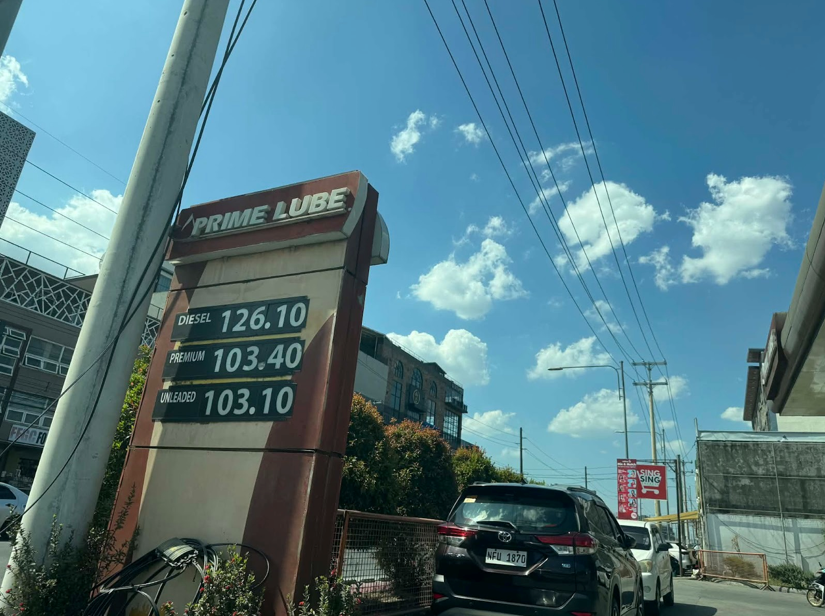 PRIME LUBE
DIESEL 126.10
PREMIUM 103.40
UNLEADED 103.10
SING
SING
NFU 1870